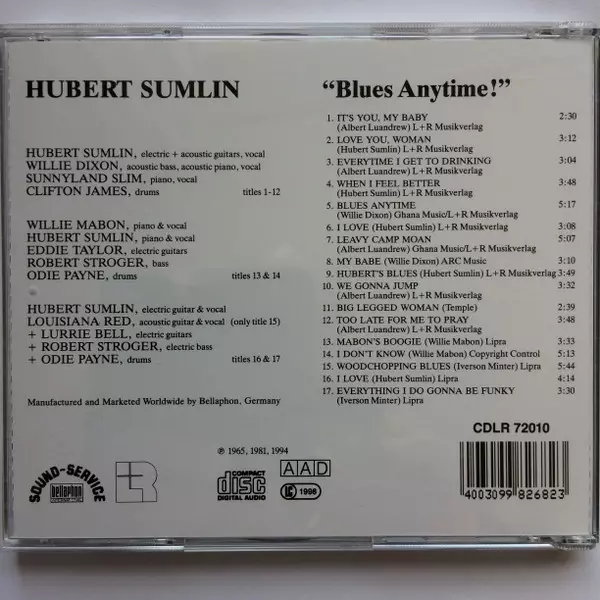 HUBERT SUMLIN
HUBERT SUMLIN, electric + acoustic guitars, vocal
WILLIE DIXON, acoustic bass, acoustic piano, vocal
SUNNYLAND SLIM, piano, vocal
CLIFTON JAMES, drums titles 1-12
WILLIE MABON, piano & vocal
HUBERT SUMLIN, piano & vocal
EDDIE TAYLOR, electric guitars
ROBERT STROGER, bass
ODIE PAYNE, drums titles 13 & 14
HUBERT SUMLIN, electric guitar & vocal
LOUISIANA RED, acoustic guitar & vocal (only title 15)
+ LURRIE BELL, electric guitars
+ ROBERT STROGER, electric bass
+ ODIE PAYNE, drums titles 16 & 17
Manufactured and Marketed Worldwide by Bellaphon, Germany
"Blues Anytime!"
1. IT'S YOU, MY BABY 2:30
(Albert Luandrew) L+R Musikverlag
2. LOVE YOU, WOMAN 3:12
(Hubert Sumlin) L+R Musikverlag
3. EVERYTIME I GET TO DRINKING 3:04
(Albert Luandrew) L+R Musikverlag
4. WHEN I FEEL BETTER 3:48
(Hubert Sumlin) L+R Musikverlag
5. BLUES ANYTIME 5:17
(Willie Dixon) Ghana Music/L+R Musikverlag
6. I LOVE (Hubert Sumlin) L+R Musikverlag 3:08
7. LEAVY CAMP MOAN 5:07
(Albert Luandrew) Ghana Music/L+R Musikverlag
8. MY BABE (Willie Dixon) ARC Music 3:10
9. HUBERT'S BLUES (Hubert Sumlin) L+R Musikverlag 3:49
10. WE GONNA JUMP 3:32
(Albert Luandrew) L+R Musikverlag
11. BIG LEGGED WOMAN (Temple) 2:39
12. TOO LATE FOR ME TO PRAY 3:48
(Albert Luandrew) L+R Musikverlag
13. MABON'S BOOGIE (Willie Mabon) Lipra 3:33
14. I DON'T KNOW (Willie Mabon) Copyright Control 5:13
15. WOODCHOPPING BLUES (Iverson Minter) Lipra 5:44
16. I LOVE (Hubert Sumlin) Lipra 4:14
17. EVERYTHING I DO GONNA BE FUNKY 3:30
(Iverson Minter) Lipra
CDLR 72010
℗ 1965, 1981, 1994
SOUND-SERVICE
bellaphon
LR
COMPACT
disc
DIGITAL AUDIO
AAD
LC 1998
4003099 826823